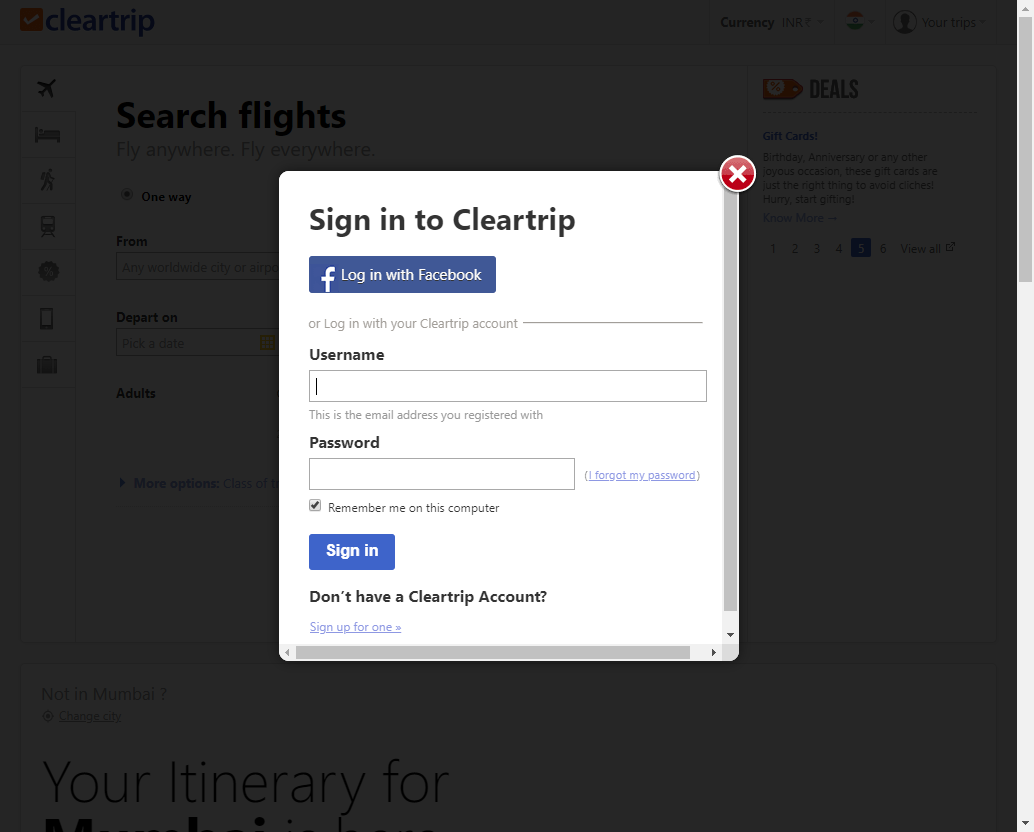 cleartrip
Currency INR ₹
Your trips
Search flights
Fly anywhere. Fly everywhere.
One way
From
Any worldwide city or airpo
Depart on
Pick a date
Adults
More options: Class of tr
DEALS
Gift Cards!
Birthday, Anniversary or any other
joyous occasion, these gift cards are
just the right thing to avoid cliches!
Hurry, start gifting!
Know More →
1 2 3 4 5 6 View all
Sign in to Cleartrip
f Log in with Facebook
or Log in with your Cleartrip account
Username
This is the email address you registered with
Password
(I forgot my password)
Remember me on this computer
Sign in
Don't have a Cleartrip Account?
Sign up for one »
Not in Mumbai ?
Change city
Your Itinerary for
Mumbai is here